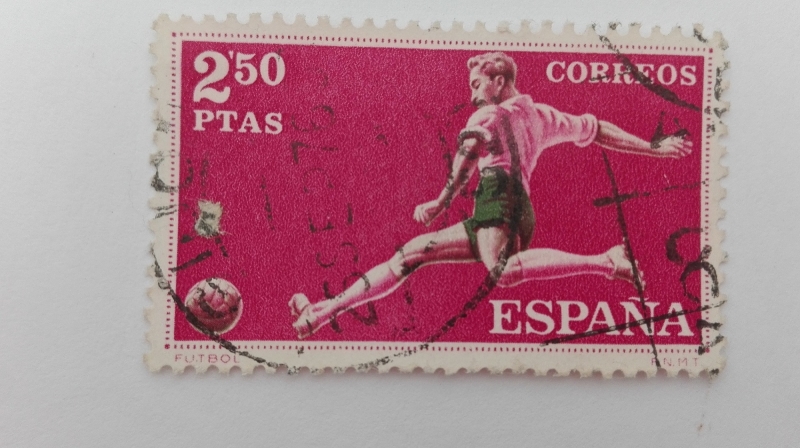 2'50 CORREOS
PTAS
ESPAÑA
FUTBOL F.N.M.T